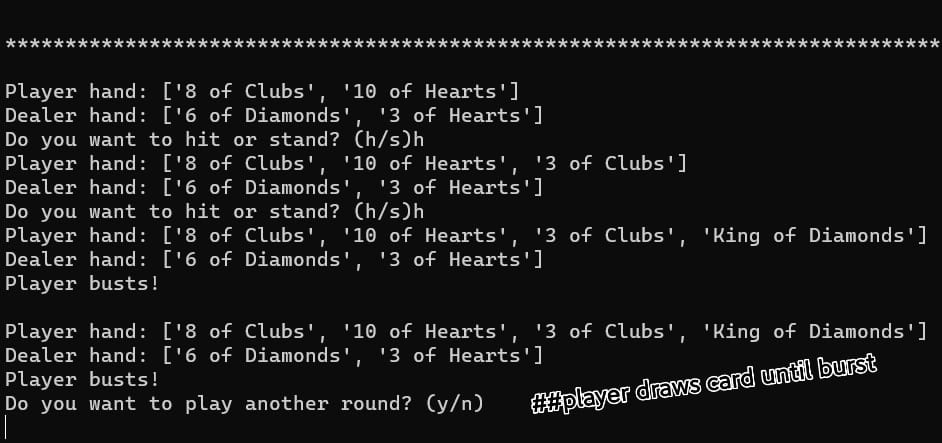 *******************************************************************************
Player hand: ['8 of Clubs', '10 of Hearts']
Dealer hand: ['6 of Diamonds', '3 of Hearts']
Do you want to hit or stand? (h/s)h
Player hand: ['8 of Clubs', '10 of Hearts', '3 of Clubs']
Dealer hand: ['6 of Diamonds', '3 of Hearts']
Do you want to hit or stand? (h/s)h
Player hand: ['8 of Clubs', '10 of Hearts', '3 of Clubs', 'King of Diamonds']
Dealer hand: ['6 of Diamonds', '3 of Hearts']
Player busts!
Player hand: ['8 of Clubs', '10 of Hearts', '3 of Clubs', 'King of Diamonds']
Dealer hand: ['6 of Diamonds', '3 of Hearts']
Player busts!
Do you want to play another round? (y/n)
##player draws card until burst